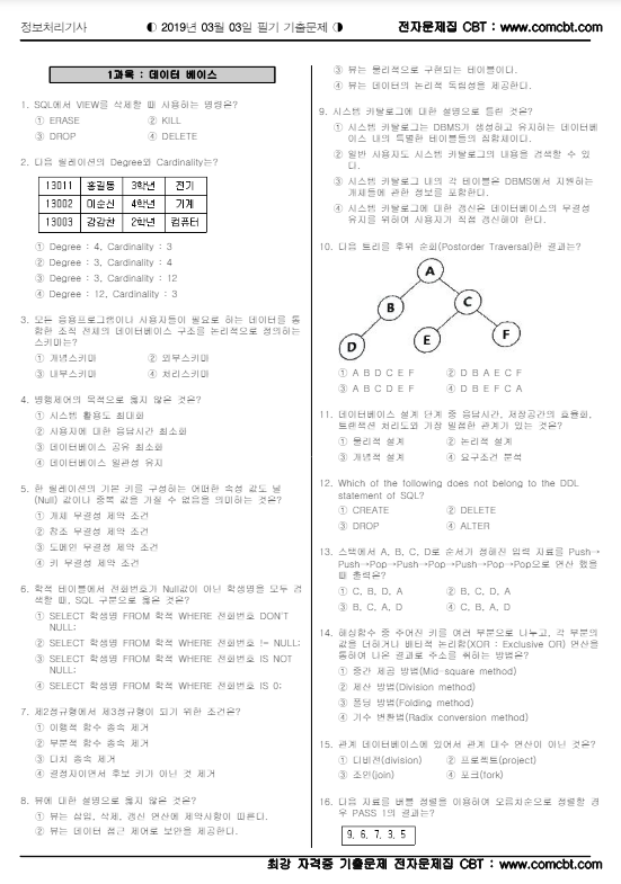 정보처리기사
◐ 2019년 03월 03일 필기 기출문제 ◑
전자문제집 CBT : www.comcbt.com
1과목 : 데이터 베이스
1. SQL에서 VIEW를 삭제할 때 사용하는 명령은?
① ERASE ② KILL
③ DROP ④ DELETE
2. 다음 릴레이션의 Degree와 Cardinality는?
13011 홍길동 3학년 전기
13002 이순신 4학년 기계
13003 강감찬 2학년 컴퓨터
① Degree : 4, Cardinality : 3
② Degree : 3, Cardinality : 4
③ Degree : 3, Cardinality : 12
④ Degree : 12, Cardinality : 3
3. 모든 응용프로그램이나 사용자들이 필요로 하는 데이터를 통
합한 조직 전체의 데이터베이스 구조를 논리적으로 정의하는
스키마는?
① 개념스키마 ② 외부스키마
③ 내부스키마 ④ 처리스키마
4. 병행제어의 목적으로 옳지 않은 것은?
① 시스템 활용도 최대화
② 사용자에 대한 응답시간 최소화
③ 데이터베이스 공유 최소화
④ 데이터베이스 일관성 유지
5. 한 릴레이션의 기본 키를 구성하는 어떠한 속성 값도 널
(Null) 값이나 중복 값을 가질 수 없음을 의미하는 것은?
① 개체 무결성 제약 조건
② 참조 무결성 제약 조건
③ 도메인 무결성 제약 조건
④ 키 무결성 제약 조건
6. 학적 테이블에서 전화번호가 Null값이 아닌 학생명을 모두 검
색할 때, SQL 구문으로 옳은 것은?
① SELECT 학생명 FROM 학적 WHERE 전화번호 DON'T
NULL;
② SELECT 학생명 FROM 학적 WHERE 전화번호 != NULL;
③ SELECT 학생명 FROM 학적 WHERE 전화번호 IS NOT
NULL;
④ SELECT 학생명 FROM 학적 WHERE 전화번호 IS 0;
7. 제2정규형에서 제3정규형이 되기 위한 조건은?
① 이행적 함수 종속 제거
② 부분적 함수 종속 제거
③ 다치 종속 제거
④ 결정자이면서 후보 키가 아닌 것 제거
8. 뷰에 대한 설명으로 옳지 않은 것은?
① 뷰는 삽입, 삭제, 갱신 연산에 제약사항이 따른다.
② 뷰는 데이터 접근 제어로 보안을 제공한다.
③ 뷰는 물리적으로 구현되는 테이블이다.
④ 뷰는 데이터의 논리적 독립성을 제공한다.
9. 시스템 카탈로그에 대한 설명으로 틀린 것은?
① 시스템 카탈로그는 DBMS가 생성하고 유지하는 데이터베
이스 내의 특별한 테이블들의 집합체이다.
② 일반 사용자도 시스템 카탈로그의 내용을 검색할 수 있
다.
③ 시스템 카탈로그 내의 각 테이블은 DBMS에서 지원하는
개체들에 관한 정보를 포함한다.
④ 시스템 카탈로그에 대한 갱신은 데이터베이스의 무결성
유지를 위하여 사용자가 직접 갱신해야 한다.
10. 다음 트리를 후위 순회(Postorder Traversal)한 결과는?
A
B C
D E F
① A B D C E F ② D B A E C F
③ A B C D E F ④ D B E F C A
11. 데이터베이스 설계 단계 중 응답시간, 저장공간의 효율화,
트랜잭션 처리도와 가장 밀접한 관계가 있는 것은?
① 물리적 설계 ② 논리적 설계
③ 개념적 설계 ④ 요구조건 분석
12. Which of the following does not belong to the DDL
statement of SQL?
① CREATE ② DELETE
③ DROP ④ ALTER
13. 스택에서 A, B, C, D로 순서가 정해진 입력 자료를 Push→
Push→Pop→Push→Pop→Push→Pop→Pop으로 연산 했을
때 출력은?
① C, B, D, A ② B, C, D, A
③ B, C, A, D ④ C, B, A, D
14. 해싱함수 중 주어진 키를 여러 부분으로 나누고, 각 부분의
값을 더하거나 배타적 논리합(XOR : Exclusive OR) 연산을
통하여 나온 결과로 주소를 취하는 방법은?
① 중간 제곱 방법(Mid-square method)
② 제산 방법(Division method)
③ 폴딩 방법(Folding method)
④ 기수 변환법(Radix conversion method)
15. 관계 데이터베이스에 있어서 관계 대수 연산이 아닌 것은?
① 디비전(division) ② 프로젝트(project)
③ 조인(join) ④ 포크(fork)
16. 다음 자료를 버블 정렬을 이용하여 오름차순으로 정렬할 경
우 PASS 1의 결과는?
9, 6, 7, 3, 5
최강 자격증 기출문제 전자문제집 CBT : www.comcbt.com